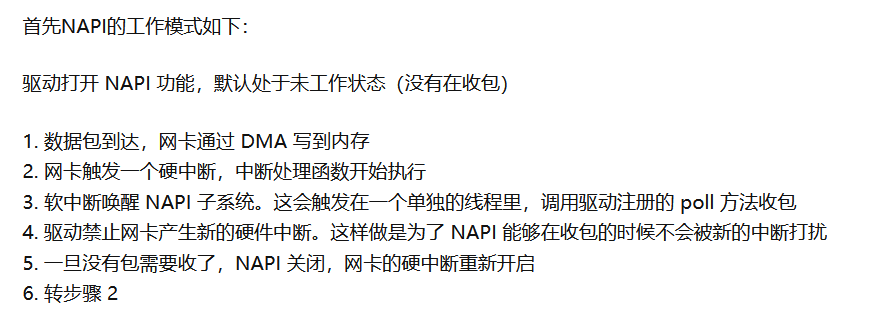 首先NAPI的工作模式如下：
驱动打开 NAPI 功能，默认处于未工作状态（没有在收包）
1. 数据包到达，网卡通过 DMA 写到内存
2. 网卡触发一个硬中断，中断处理函数开始执行
3. 软中断唤醒 NAPI 子系统。这会触发在一个单独的线程里，调用驱动注册的 poll 方法收包
4. 驱动禁止网卡产生新的硬件中断。这样做是为了 NAPI 能够在收包的时候不会被新的中断打扰
5. 一旦没有包需要收了，NAPI 关闭，网卡的硬中断重新开启
6. 转步骤 2